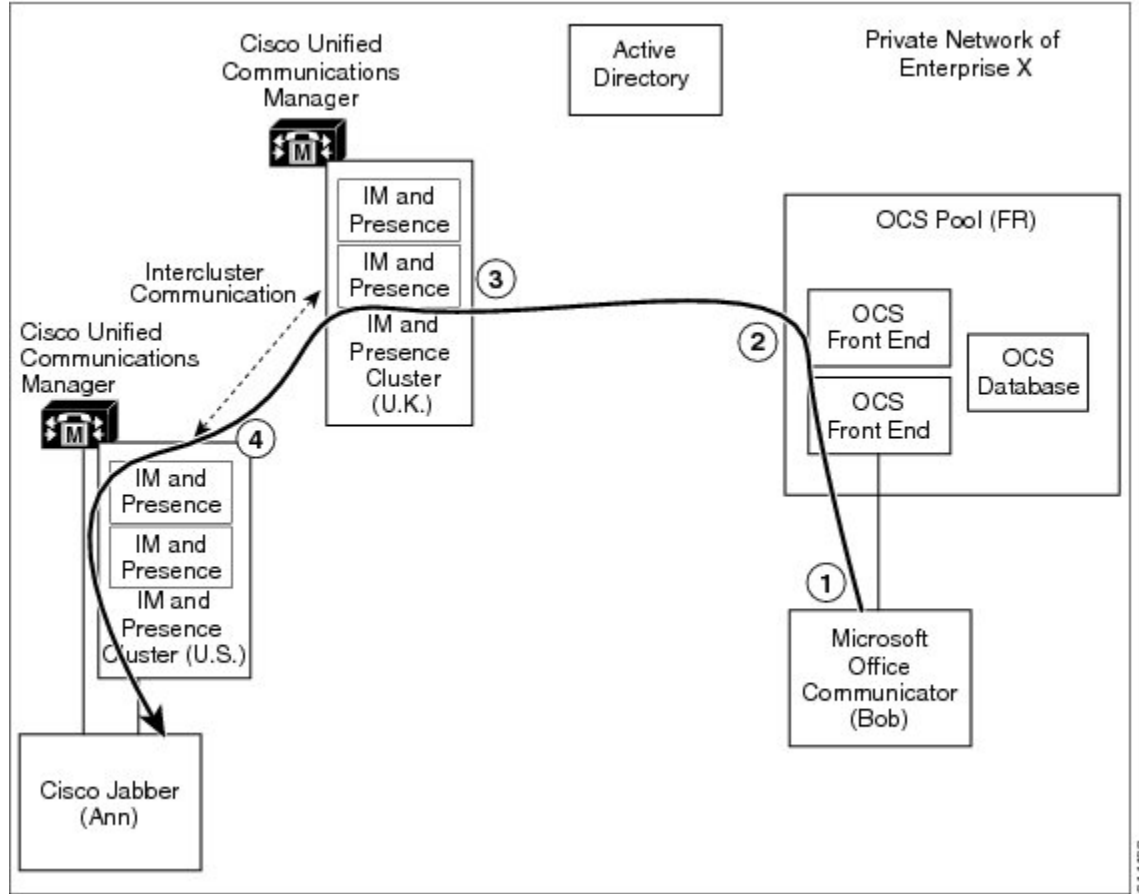 Cisco Unified
Communications
Manager
Active
Directory
Private Network of
Enterprise X
M
IM and
Presence
IM and
Presence
IM and
Presence
Cluster
(U.K.)
3
Intercluster
Communication
OCS Pool (FR)
2
OCS
Front End
OCS
Front End
OCS
Database
Cisco Unified
Communications
Manager
M
4
IM and
Presence
IM and
Presence
IM and
Presence
Cluster (U.S.)
1
Microsoft
Office
Communicator
(Bob)
Cisco Jabber
(Ann)